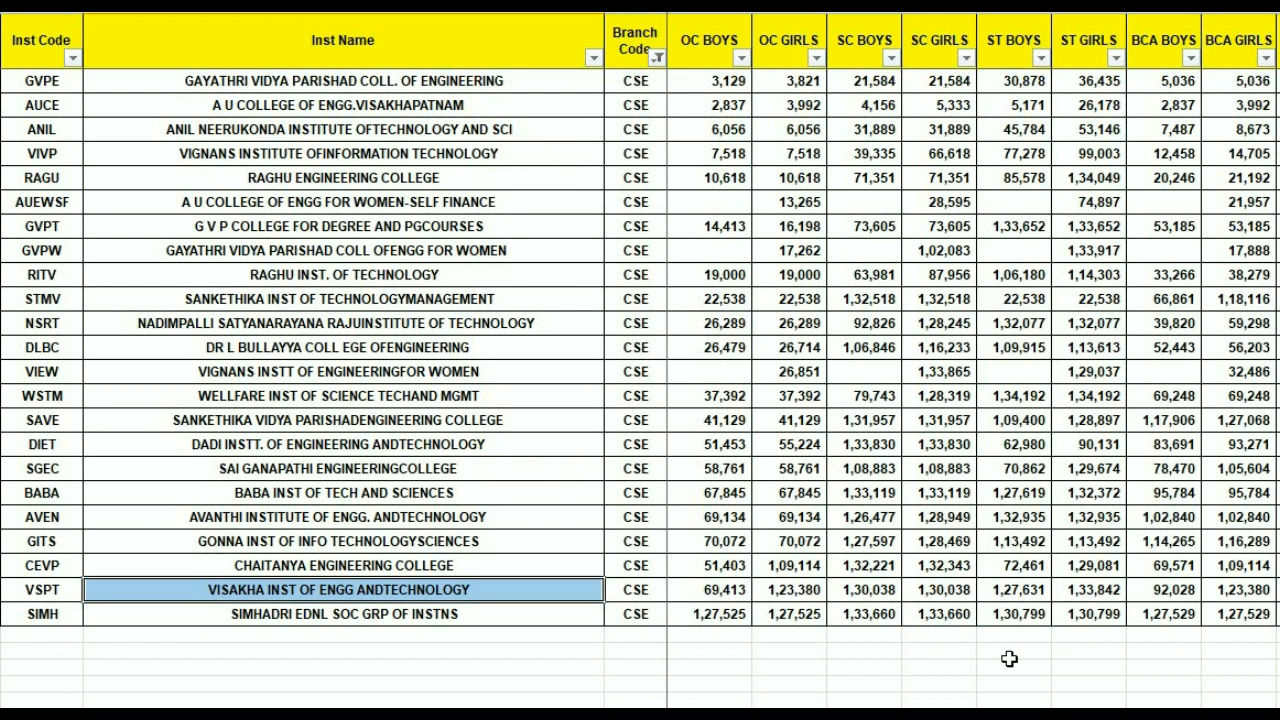 Inst Code Inst Name Branch Code OC BOYS OC GIRLS SC BOYS SC GIRLS ST BOYS ST GIRLS BCA BOYS BCA GIRLS
GVPE GAYATHRI VIDYA PARISHAD COLL. OF ENGINEERING CSE 3,129 3,821 21,584 21,584 30,878 36,435 5,036 5,036
AUCE A U COLLEGE OF ENGG.VISAKHAPATNAM CSE 2,837 3,992 4,156 5,333 5,171 26,178 2,837 3,992
ANIL ANIL NEERUKONDA INSTITUTE OFTECHNOLOGY AND SCI CSE 6,056 6,056 31,889 31,889 45,784 53,146 7,487 8,673
VIVP VIGNANS INSTITUTE OFINFORMATION TECHNOLOGY CSE 7,518 7,518 39,335 66,618 77,278 99,003 12,458 14,705
RAGU RAGHU ENGINEERING COLLEGE CSE 10,618 10,618 71,351 71,351 85,578 1,34,049 20,246 21,192
AUEWSF A U COLLEGE OF ENGG FOR WOMEN-SELF FINANCE CSE 13,265 28,595 74,897 21,957
GVPT G V P COLLEGE FOR DEGREE AND PGCOURSES CSE 14,413 16,198 73,605 73,605 1,33,652 1,33,652 53,185 53,185
GVPW GAYATHRI VIDYA PARISHAD COLL OFENGG FOR WOMEN CSE 17,262 1,02,083 1,33,917 17,888
RITV RAGHU INST. OF TECHNOLOGY CSE 19,000 19,000 63,981 87,956 1,06,180 1,14,303 33,266 38,279
STMV SANKETHIKA INST OF TECHNOLOGYMANAGEMENT CSE 22,538 22,538 1,32,518 1,32,518 22,538 22,538 66,861 1,18,116
NSRT NADIMPALLI SATYANARAYANA RAJUINSTITUTE OF TECHNOLOGY CSE 26,289 26,289 92,826 1,28,245 1,32,077 1,32,077 39,820 59,298
DLBC DR L BULLAYYA COLL EGE OFENGINEERING CSE 26,479 26,714 1,06,846 1,16,233 1,09,915 1,13,613 52,443 56,203
VIEW VIGNANS INSTT OF ENGINEERINGFOR WOMEN CSE 26,851 1,33,865 1,29,037 32,486
WSTM WELLFARE INST OF SCIENCE TECHAND MGMT CSE 37,392 37,392 79,743 1,28,319 1,34,192 1,34,192 69,248 69,248
SAVE SANKETHIKA VIDYA PARISHADENGINEERING COLLEGE CSE 41,129 41,129 1,31,957 1,31,957 1,09,400 1,28,897 1,17,906 1,27,068
DIET DADI INSTT. OF ENGINEERING ANDTECHNOLOGY CSE 51,453 55,224 1,33,830 1,33,830 62,980 90,131 83,691 93,271
SGEC SAI GANAPATHI ENGINEERINGCOLLEGE CSE 58,761 58,761 1,08,883 1,08,883 70,862 1,29,674 78,470 1,05,604
BABA BABA INST OF TECH AND SCIENCES CSE 67,845 67,845 1,33,119 1,33,119 1,27,619 1,32,372 95,784 95,784
AVEN AVANTHI INSTITUTE OF ENGG. ANDTECHNOLOGY CSE 69,134 69,134 1,26,477 1,28,949 1,32,935 1,32,935 1,02,840 1,02,840
GITS GONNA INST OF INFO TECHNOLOGYSCIENCES CSE 70,072 70,072 1,27,597 1,28,469 1,13,492 1,13,492 1,14,265 1,16,289
CEVP CHAITANYA ENGINEERING COLLEGE CSE 51,403 1,09,114 1,32,221 1,32,343 72,461 1,29,081 69,571 1,09,114
VSPT VISAKHA INST OF ENGG ANDTECHNOLOGY CSE 69,413 1,23,380 1,30,038 1,30,038 1,27,631 1,33,842 92,028 1,23,380
SIMH SIMHADRI EDNL SOC GRP OF INSTNS CSE 1,27,525 1,27,525 1,33,660 1,33,660 1,30,799 1,30,799 1,27,529 1,27,529